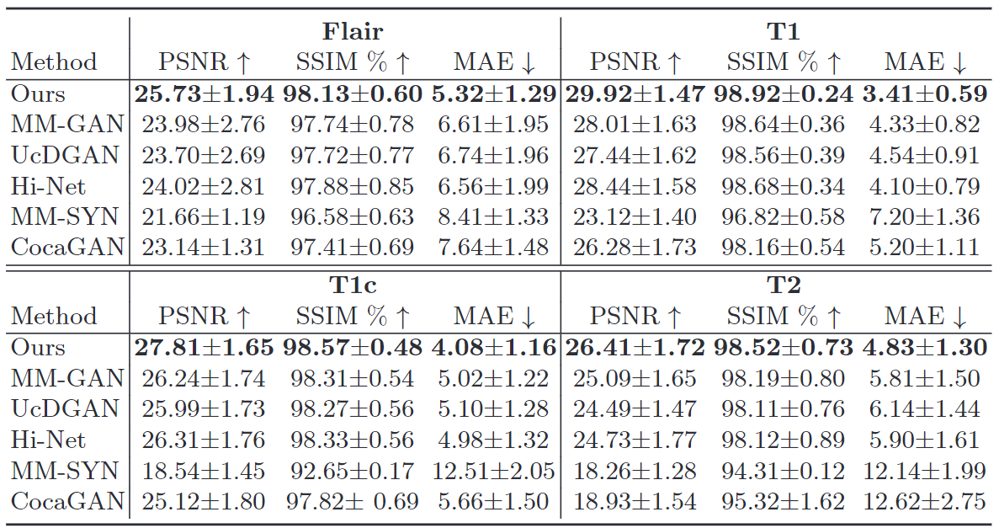 Flair T1
Method PSNR ↑ SSIM % ↑ MAE ↓ PSNR ↑ SSIM % ↑ MAE ↓
Ours 25.73±1.94 98.13±0.60 5.32±1.29 29.92±1.47 98.92±0.24 3.41±0.59
MM-GAN 23.98±2.76 97.74±0.78 6.61±1.95 28.01±1.63 98.64±0.36 4.33±0.82
UcDGAN 23.70±2.69 97.72±0.77 6.74±1.96 27.44±1.62 98.56±0.39 4.54±0.91
Hi-Net 24.02±2.81 97.88±0.85 6.56±1.99 28.44±1.58 98.68±0.34 4.10±0.79
MM-SYN 21.66±1.19 96.58±0.63 8.41±1.33 23.12±1.40 96.82±0.58 7.20±1.36
CocaGAN 23.14±1.31 97.41±0.69 7.64±1.48 26.28±1.73 98.16±0.54 5.20±1.11
T1c T2
Method PSNR ↑ SSIM % ↑ MAE ↓ PSNR ↑ SSIM % ↑ MAE ↓
Ours 27.81±1.65 98.57±0.48 4.08±1.16 26.41±1.72 98.52±0.73 4.83±1.30
MM-GAN 26.24±1.74 98.31±0.54 5.02±1.22 25.09±1.65 98.19±0.80 5.81±1.50
UcDGAN 25.99±1.73 98.27±0.56 5.10±1.28 24.49±1.47 98.11±0.76 6.14±1.44
Hi-Net 26.31±1.76 98.33±0.56 4.98±1.32 24.73±1.77 98.12±0.89 5.90±1.61
MM-SYN 18.54±1.45 92.65±0.17 12.51±2.05 18.26±1.28 94.31±0.12 12.14±1.99
CocaGAN 25.12±1.80 97.82± 0.69 5.66±1.50 18.93±1.54 95.32±1.62 12.62±2.75